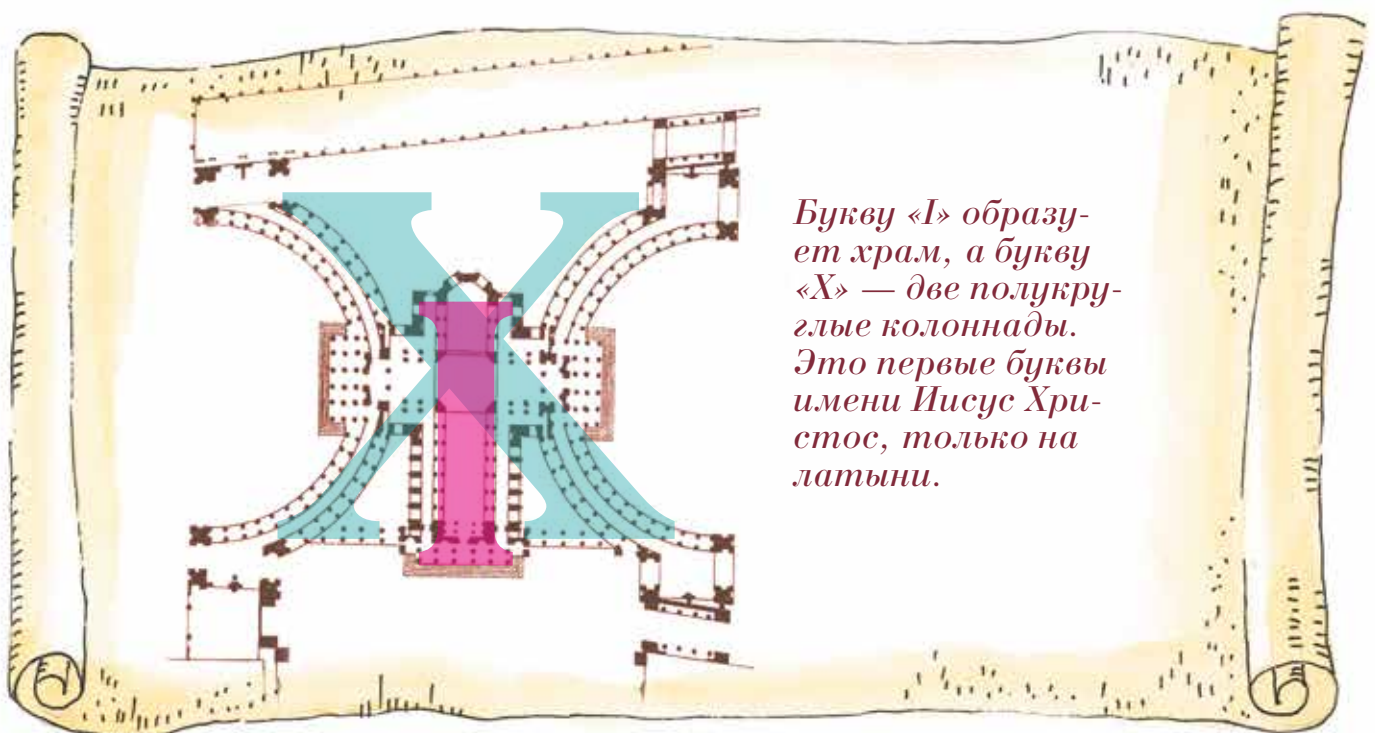 X
I
Букву «I» образу-
ет храм, а букву
«X» — две полукру-
глые колоннады.
Это первые буквы
имени Иисус Хри-
стос, только на
латыни.